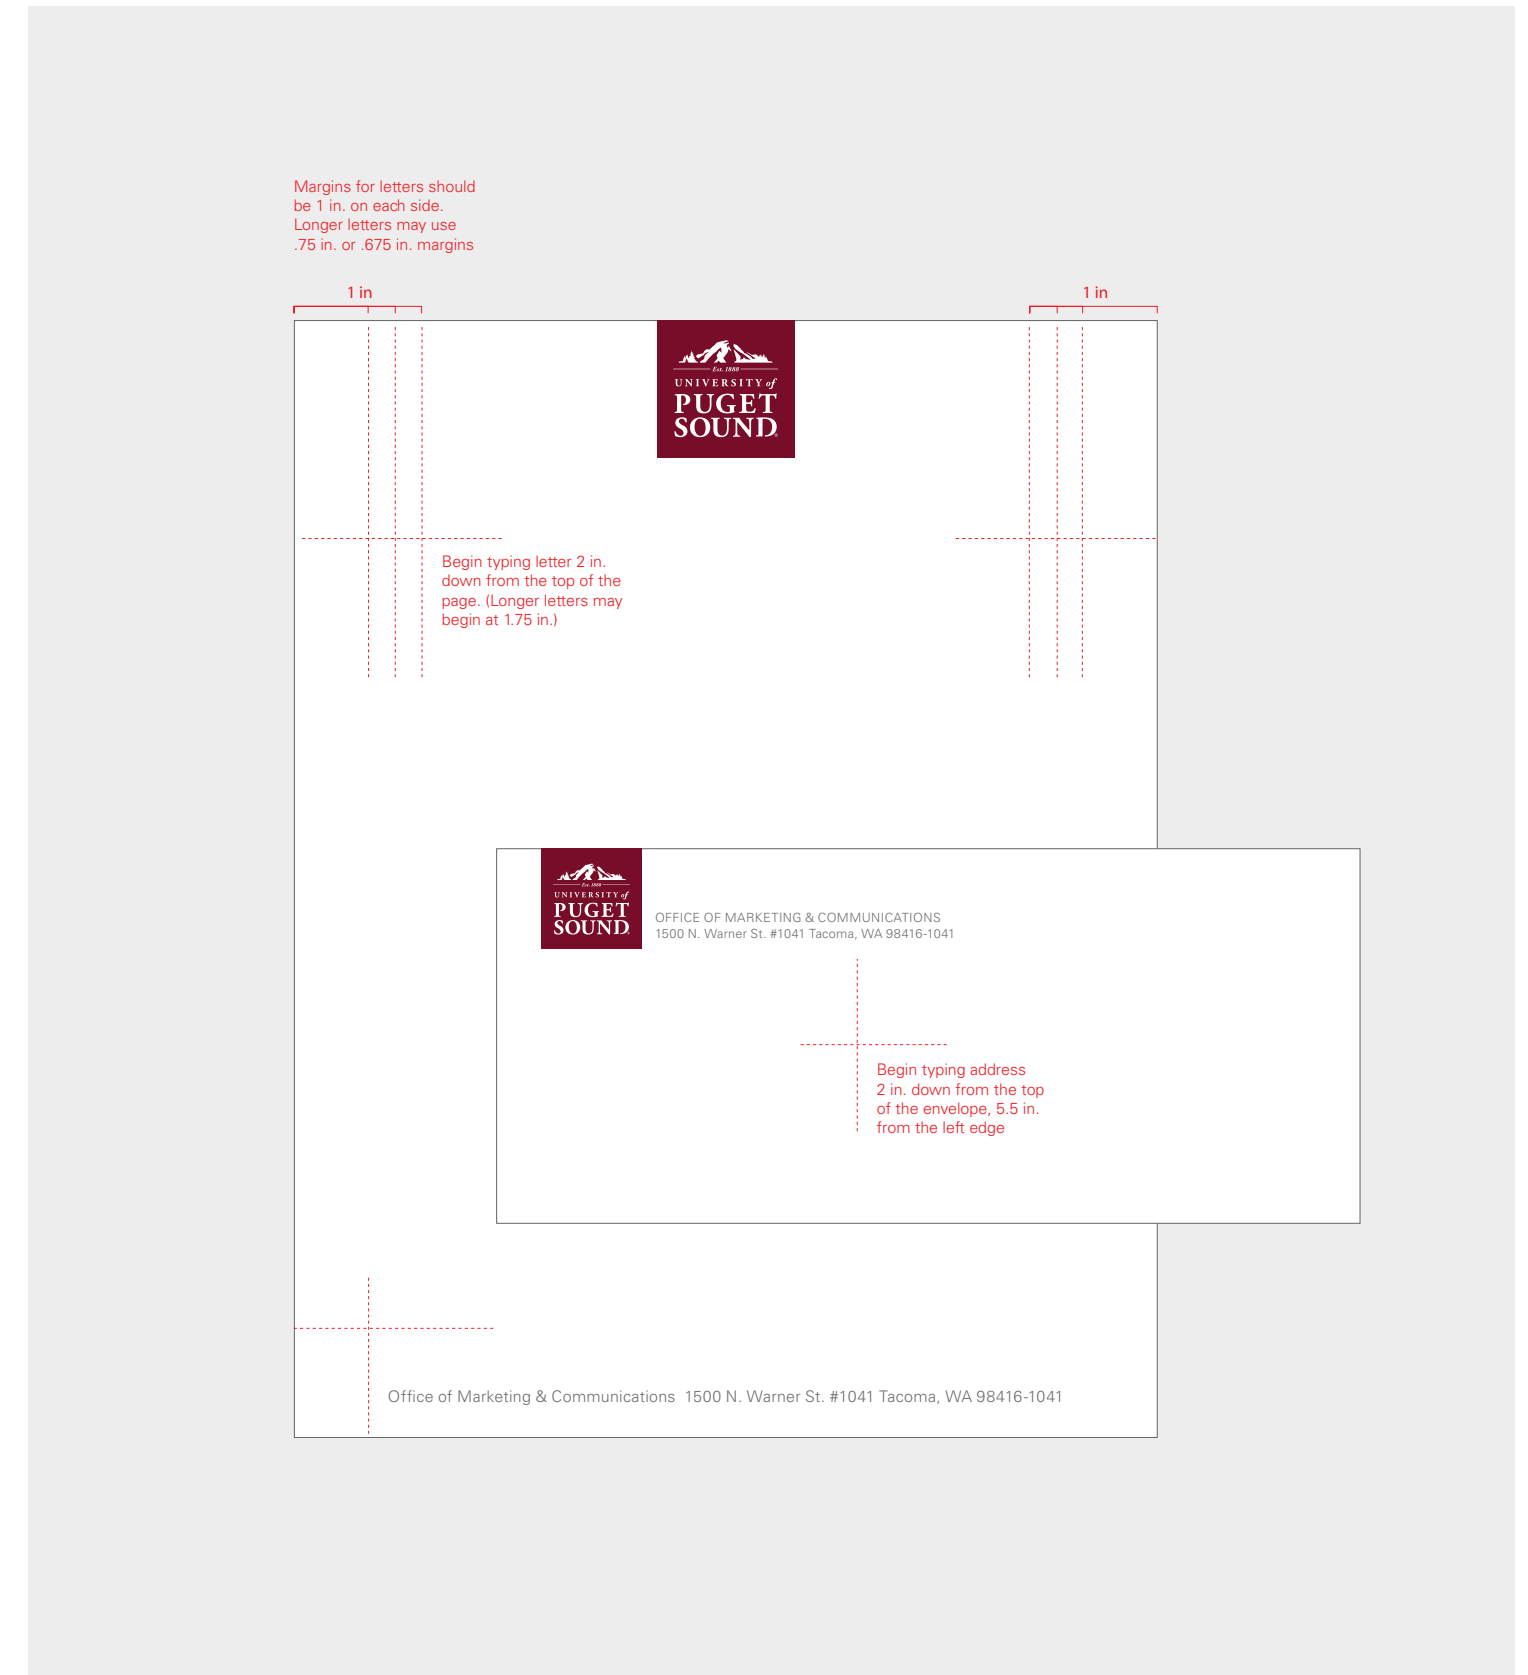 Margins for letters should
be 1 in. on each side.
Longer letters may use
.75 in. or .675 in. margins
1 in
1 in
Est. 1888
UNIVERSITY of
PUGET
SOUND®
Begin typing letter 2 in.
down from the top of the
page. (Longer letters may
begin at 1.75 in.)
Est. 1888
UNIVERSITY of
PUGET
SOUND
OFFICE OF MARKETING & COMMUNICATIONS
1500 N. Warner St. #1041 Tacoma, WA 98416-1041
Begin typing address
2 in. down from the top
of the envelope, 5.5 in.
from the left edge
Office of Marketing & Communications 1500 N. Warner St. #1041 Tacoma, WA 98416-1041